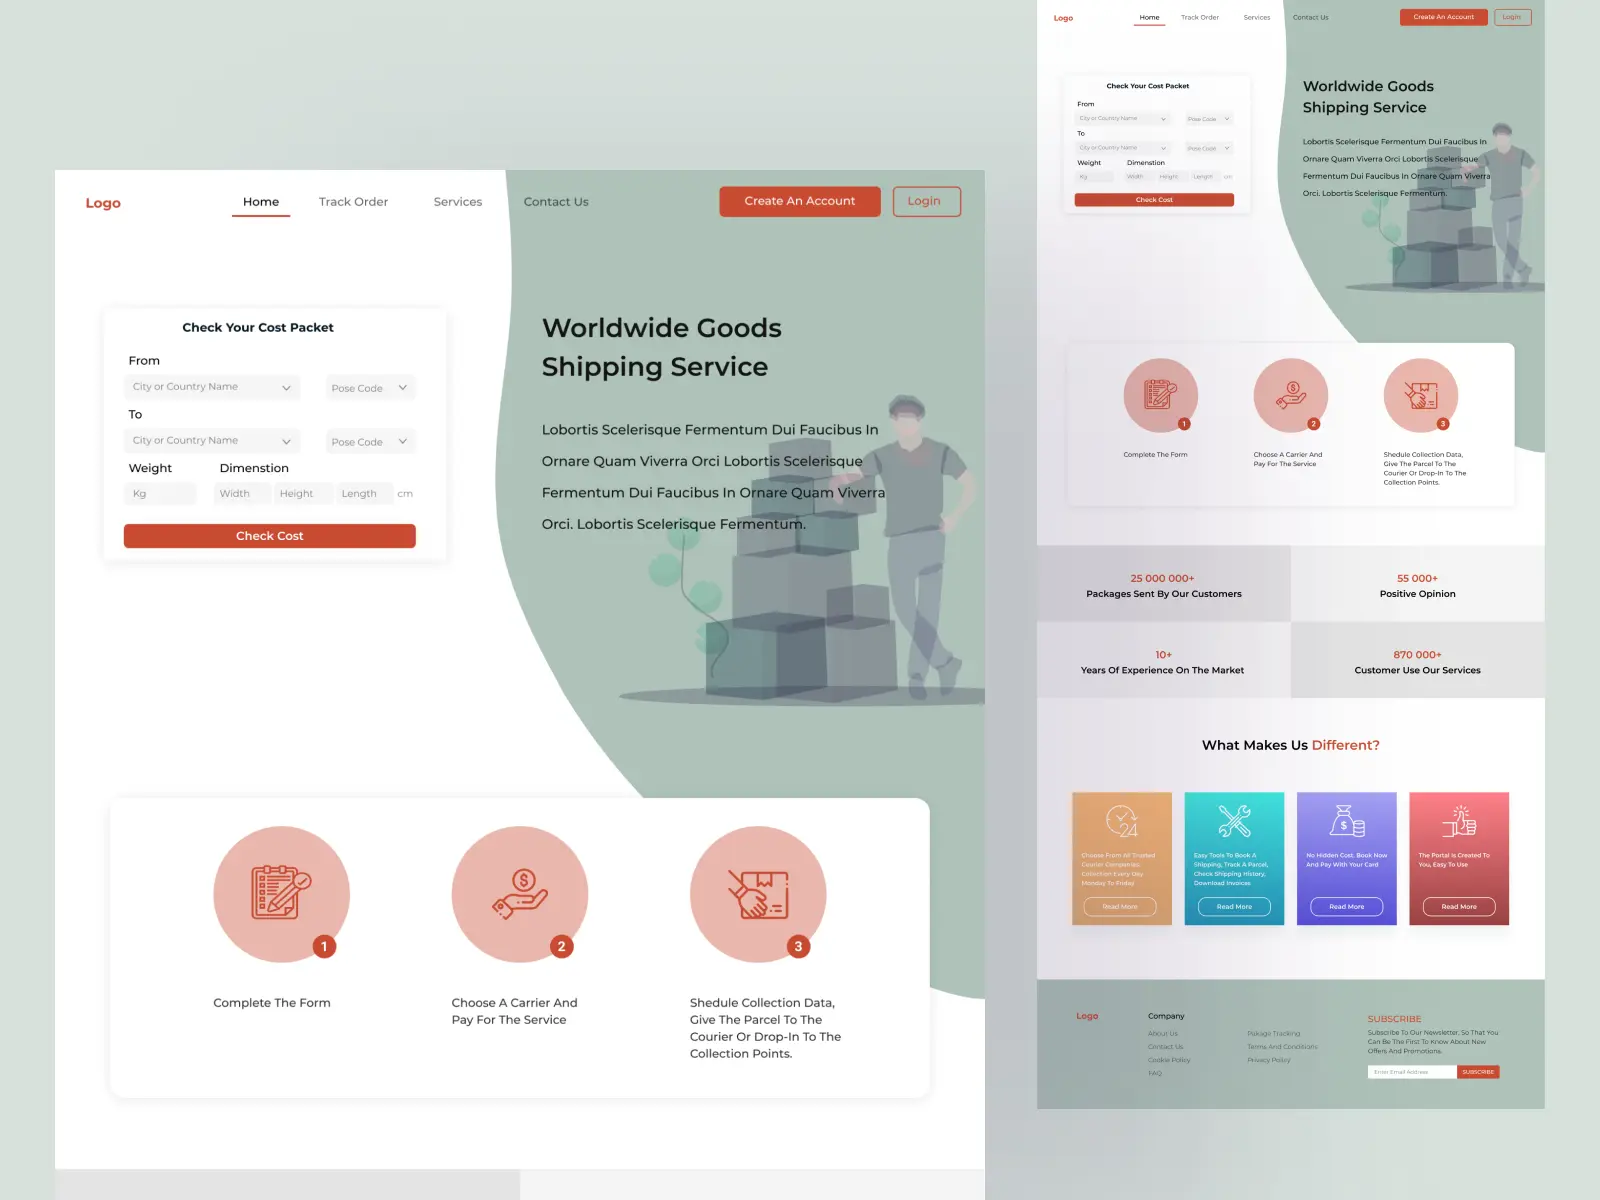 Logo
Home
Track Order
Services
Contact Us
Create An Account
Login
Check Your Cost Packet
From
City or Country Name
Pose Code
To
City or Country Name
Pose Code
Weight
Dimenstion
Kg
Width
Height
Length
cm
Check Cost
Worldwide Goods
Shipping Service
Lobortis Scelerisque Fermentum Dui Faucibus In
Ornare Quam Viverra Orci Lobortis Scelerisque
Fermentum Dui Faucibus In Ornare Quam Viverra
Orci. Lobortis Scelerisque Fermentum.
1
2
3
Complete The Form
Choose A Carrier And
Pay For The Service
Shedule Collection Data,
Give The Parcel To The
Courier Or Drop-In To The
Collection Points.
Logo
Home
Track Order
Services
Contact Us
Create An Account
Login
Check Your Cost Packet
From
City or Country Name
Pose Code
To
City or Country Name
Pose Code
Weight
Dimenstion
Kg
Width
Height
Length
cm
Check Cost
Worldwide Goods
Shipping Service
Lobortis Scelerisque Fermentum Dui Faucibus In
Ornare Quam Viverra Orci Lobortis Scelerisque
Fermentum Dui Faucibus In Ornare Quam Viverra
Orci. Lobortis Scelerisque Fermentum.
1
2
3
Complete The Form
Choose A Carrier And
Pay For The Service
Shedule Collection Data,
Give The Parcel To The
Courier Or Drop-In To The
Collection Points.
25 000 000+
Packages Sent By Our Customers
55 000+
Positive Opinion
10+
Years Of Experience On The Market
870 000+
Customer Use Our Services
What Makes Us Different?
24
Choose From All Trusted
Courier Companies.
Collection Every Day
Monday To Friday
Read More
Easy Tools To Book A
Shipping, Track A Parcel,
Check Shipping History,
Download Invoices
Read More
No Hidden Cost. Book Now
And Pay With Your Card
Read More
The Portal Is Created To
You, Easy To Use
Read More
Logo
Company
About Us
Contact Us
Cookie Policy
FAQ
Pakage Tracking
Terms And Conditions
Privacy Policy
SUBSCRIBE
Subscribe To Our Newsletter, So That You
Can Be The First To Know About New
Offers And Promotions.
Enter Email Address
SUBSCRIBE